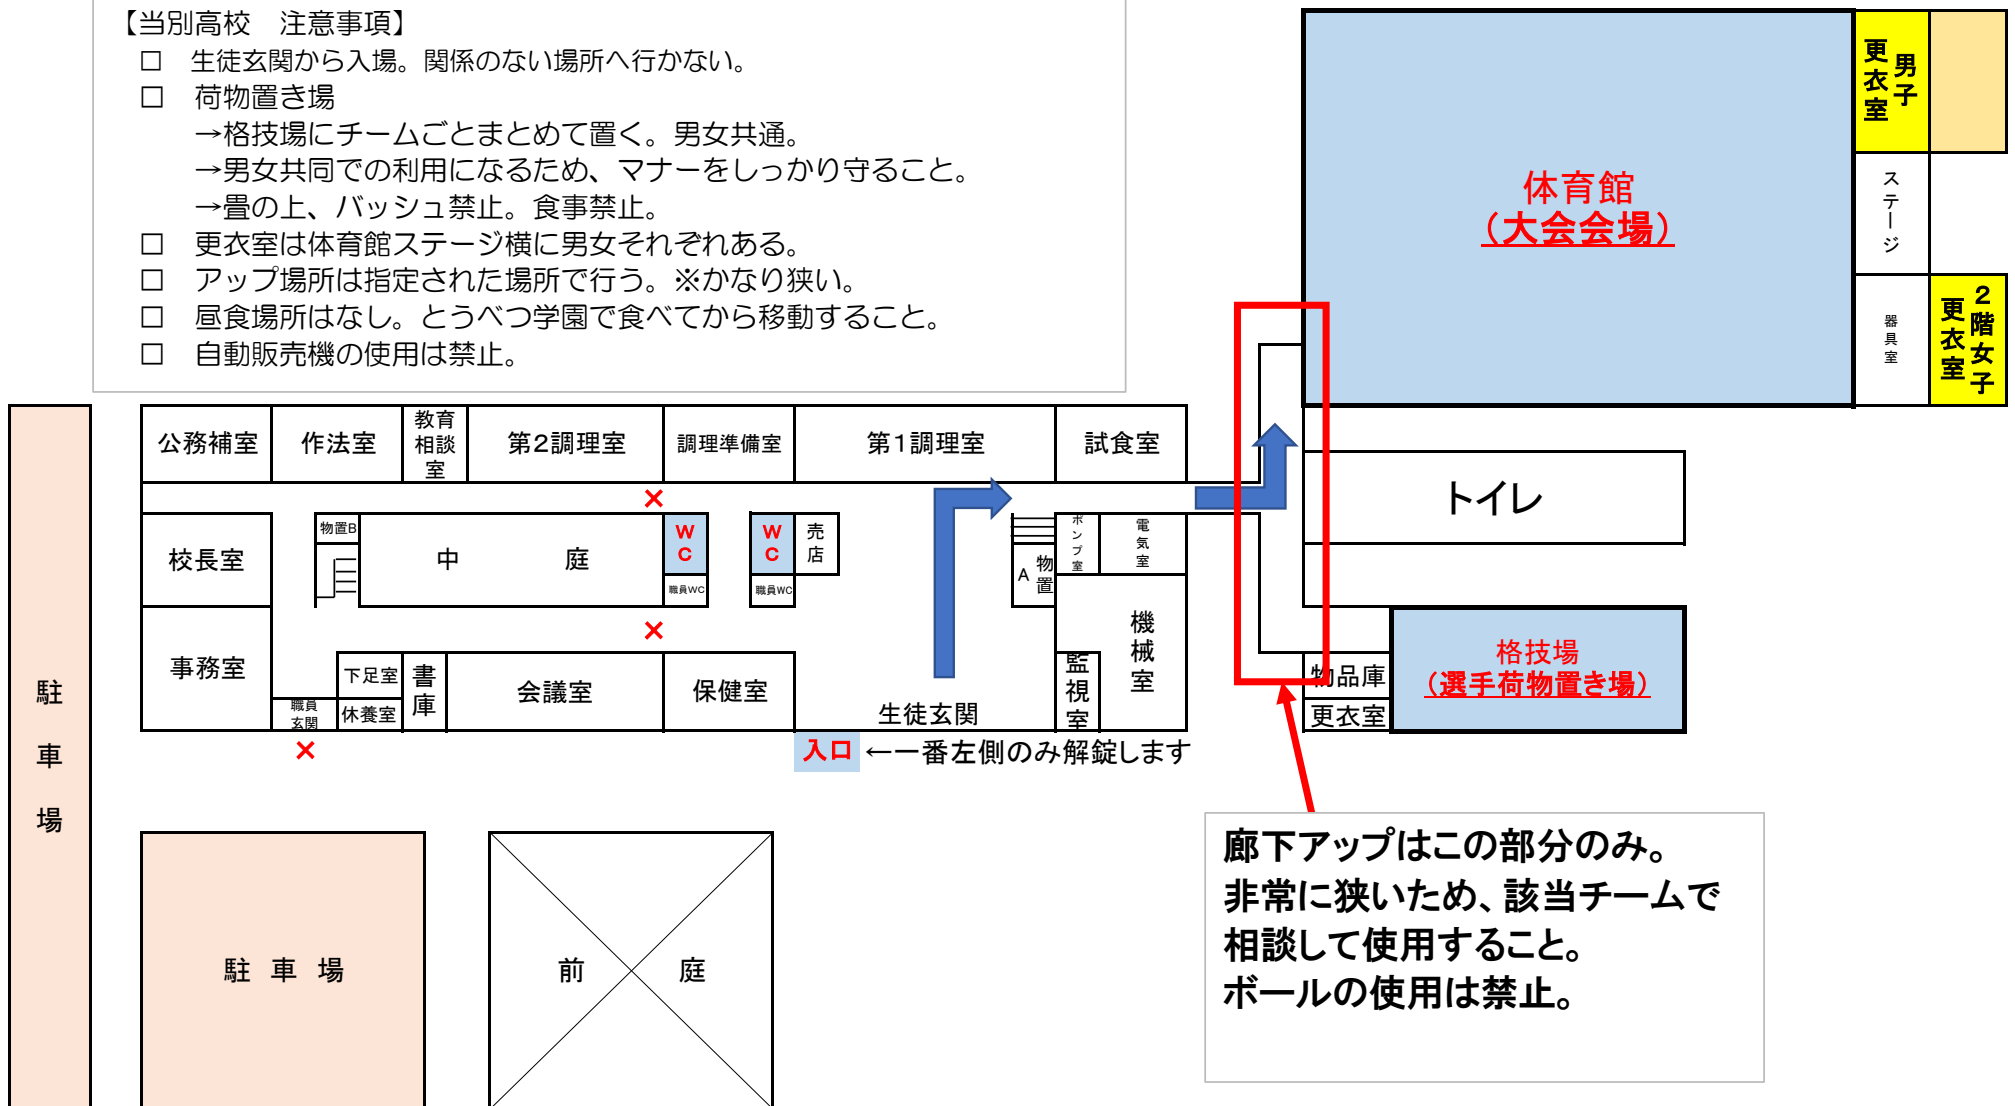 【当別高校　注意事項】
□　生徒玄関から入場。関係のない場所へ行かない。
□　荷物置き場
→格技場にチームごとまとめて置く。男女共通。
→男女共同での利用になるため、マナーをしっかり守ること。
→畳の上、バッシュ禁止。食事禁止。
□　更衣室は体育館ステージ横に男女それぞれある。
□　アップ場所は指定された場所で行う。※かなり狭い。
□　昼食場所はなし。とうべつ学園で食べてから移動すること。
□　自動販売機の使用は禁止。
体育館
（大会会場）
男子
更衣室
ステージ
器具室
2階女子
更衣室
公務補室
作法室
教育
相談
室
第2調理室
調理準備室
第1調理室
試食室
トイレ
×
校長室
物置B
中　庭
WC
職員WC
WC
職員WC
売店
物置
A
ポンプ室
電気室
×
機械室
事務室
下足室
休養室
職員
玄関
書庫
会議室
保健室
生徒玄関
監視室
物品庫
更衣室
格技場
（選手荷物置き場）
×
入口
←一番左側のみ解錠します
駐車場
駐車場
前　庭
廊下アップはこの部分のみ。
非常に狭いため、該当チームで
相談して使用すること。
ボールの使用は禁止。